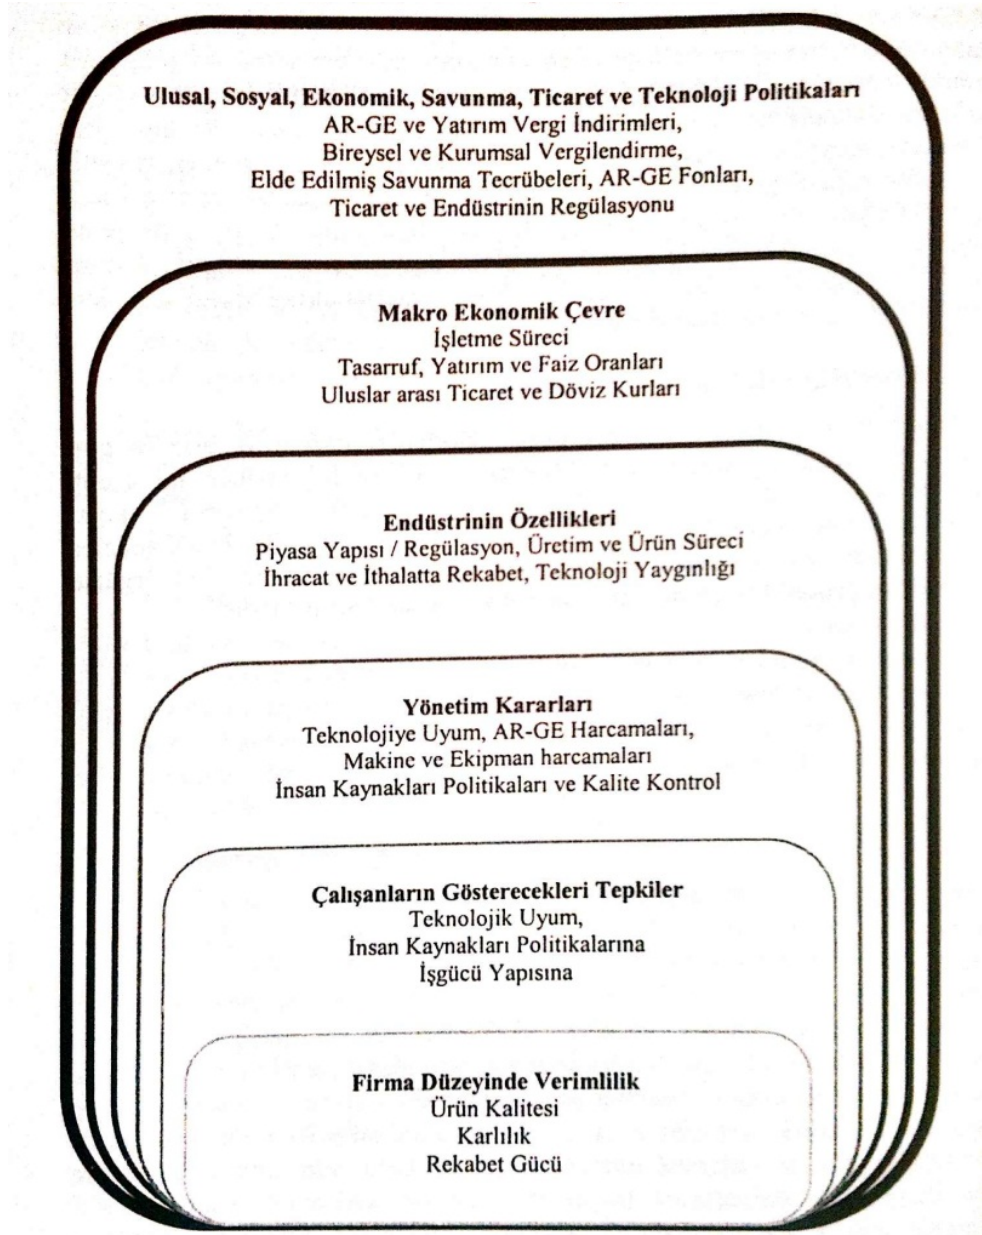 Ulusal, Sosyal, Ekonomik, Savunma, Ticaret ve Teknoloji Politikaları
AR-GE ve Yatırım Vergi İndirimleri,
Bireysel ve Kurumsal Vergilendirme,
Elde Edilmiş Savunma Tecrübeleri, AR-GE Fonları,
Ticaret ve Endüstrinin Regülasyonu
Makro Ekonomik Çevre
İşletme Süreci
Tasarruf, Yatırım ve Faiz Oranları
Uluslar arası Ticaret ve Döviz Kurları
Endüstrinin Özellikleri
Piyasa Yapısı / Regülasyon, Üretim ve Ürün Süreci
İhracat ve İthalatta Rekabet, Teknoloji Yaygınlığı
Yönetim Kararları
Teknolojiye Uyum, AR-GE Harcamaları,
Makine ve Ekipman harcamaları
İnsan Kaynakları Politikaları ve Kalite Kontrol
Çalışanların Gösterecekleri Tepkiler
Teknolojik Uyum,
İnsan Kaynakları Politikalarına
İşgücü Yapısına
Firma Düzeyinde Verimlilik
Ürün Kalitesi
Karlılık
Rekabet Gücü